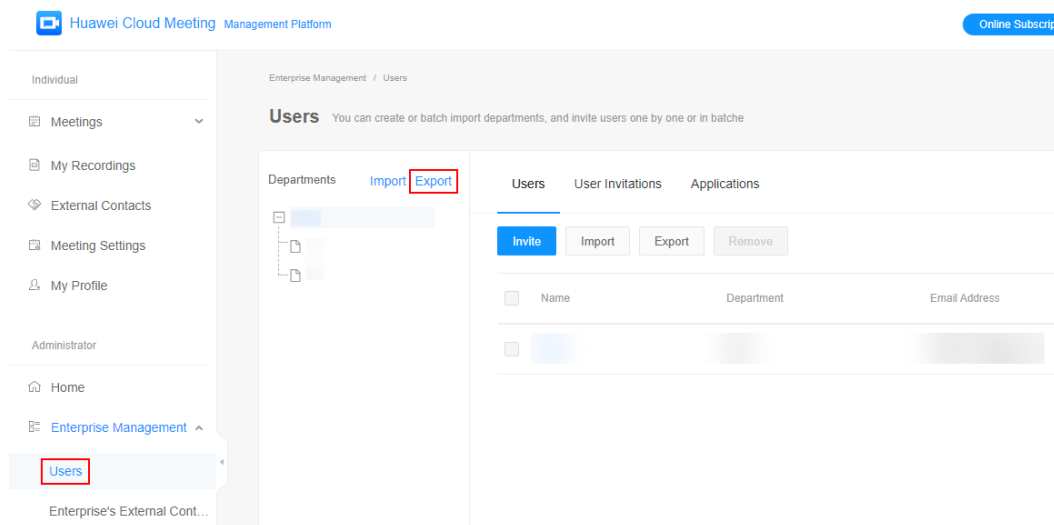 Huawei Cloud Meeting Management Platform
Online Subscrip
Individual
Meetings
My Recordings
External Contacts
Meeting Settings
My Profile
Administrator
Home
Enterprise Management
Users
Enterprise's External Cont...
Enterprise Management / Users
Users You can create or batch import departments, and invite users one by one or in batche
Departments Import Export
Users User Invitations Applications
Invite Import Export Remove
Name Department Email Address